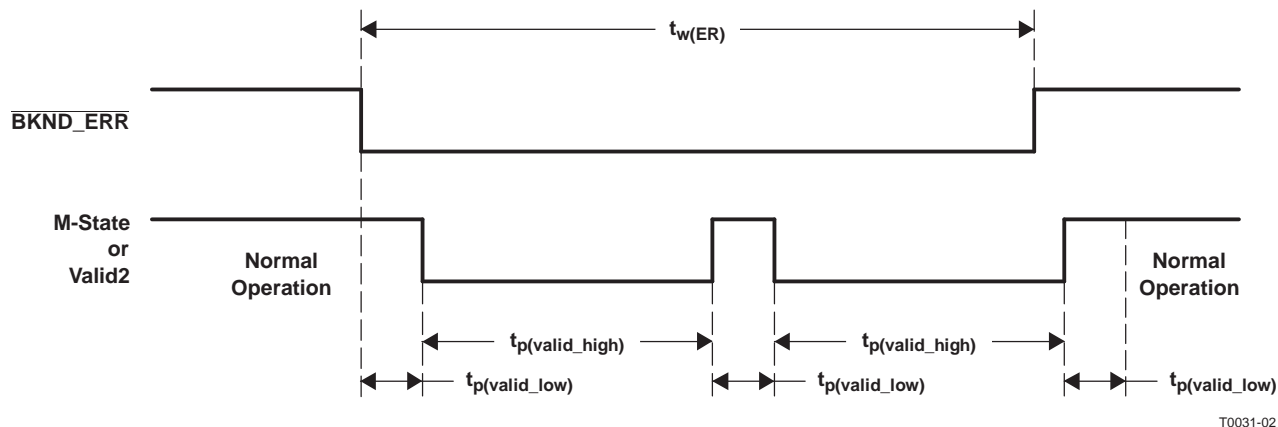 tw(ER)
BKND_ERR
M-State
or
Valid2
Normal
Operation
Normal
Operation
tp(valid_high)
tp(valid_high)
tp(valid_low)
tp(valid_low)
tp(valid_low)
T0031-02